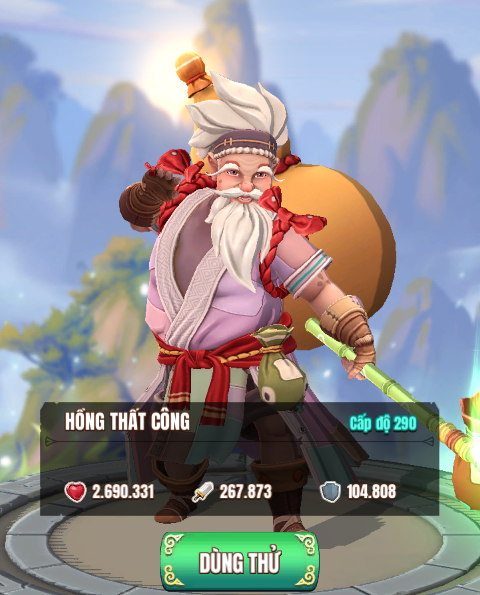 HỒNG THẤT CÔNG
Cấp độ 290
2.690.331 267.873 104.808
DÙNG THỬ